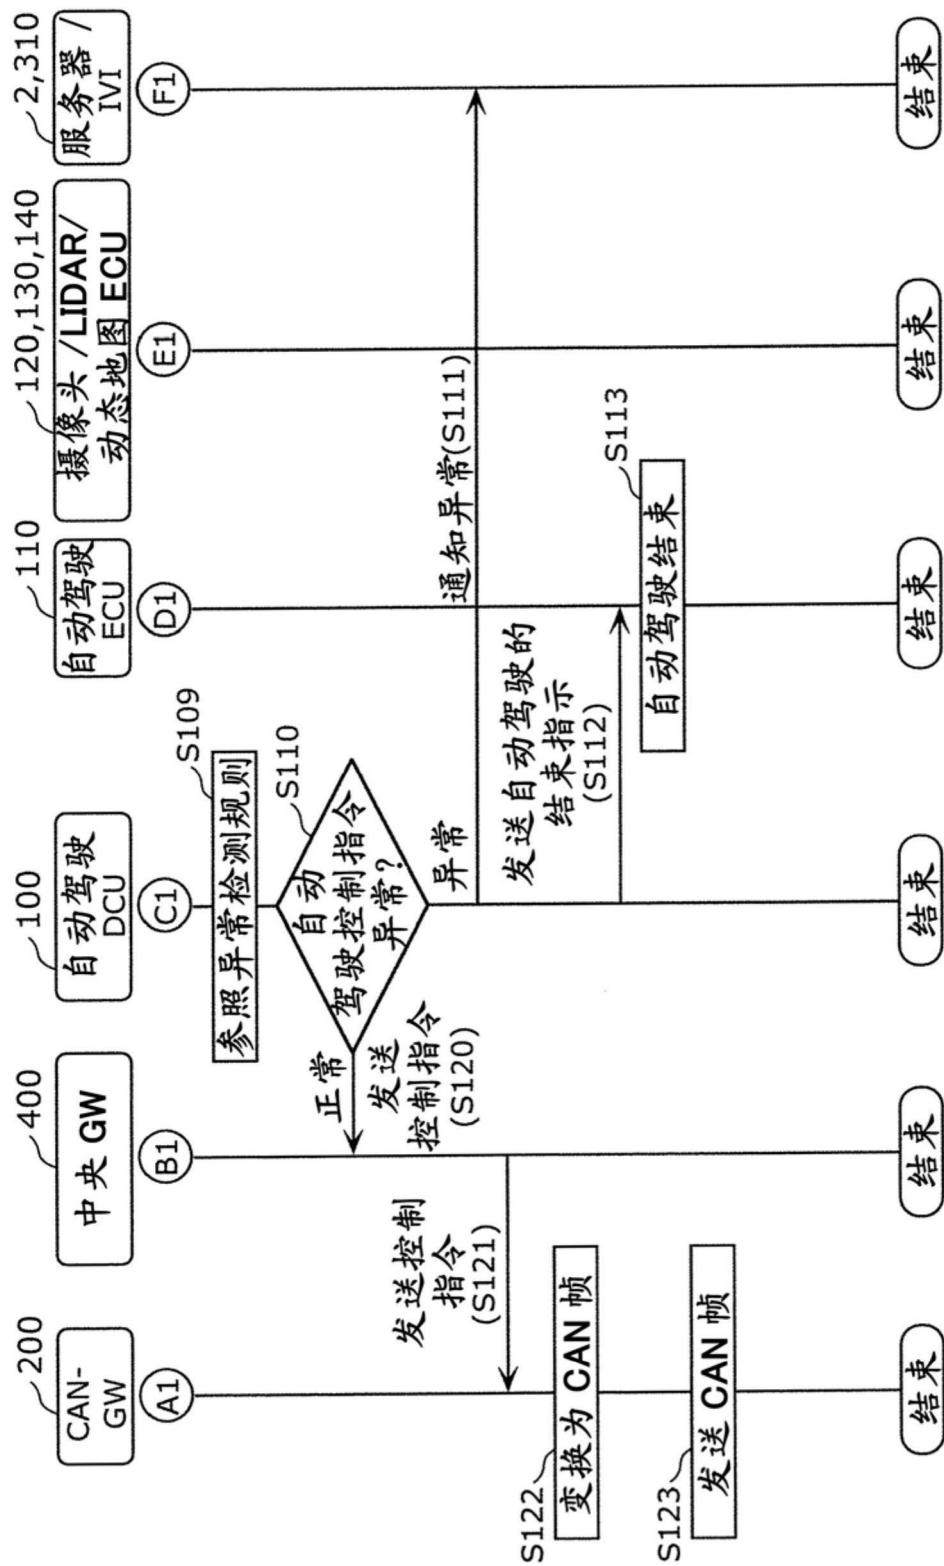 200
CAN-
GW
A1
400
中央 GW
B1
100
自动驾驶
DCU
C1
110
自动驾驶
ECU
D1
120,130,140
摄像头 /LIDAR/
动态地图 ECU
E1
2,310
服务器 /
IVI
F1
S109
参照异常检测规则
S110
自动
驾驶控制指令
异常?
正常
发送
控制指令
(S120)
异常
通知异常(S111)
发送控制
指令
(S121)
发送自动驾驶的
结束指示
(S112)
S122
变换为 CAN 帧
S113
自动驾驶结束
S123
发送 CAN 帧
结束
结束
结束
结束
结束
结束